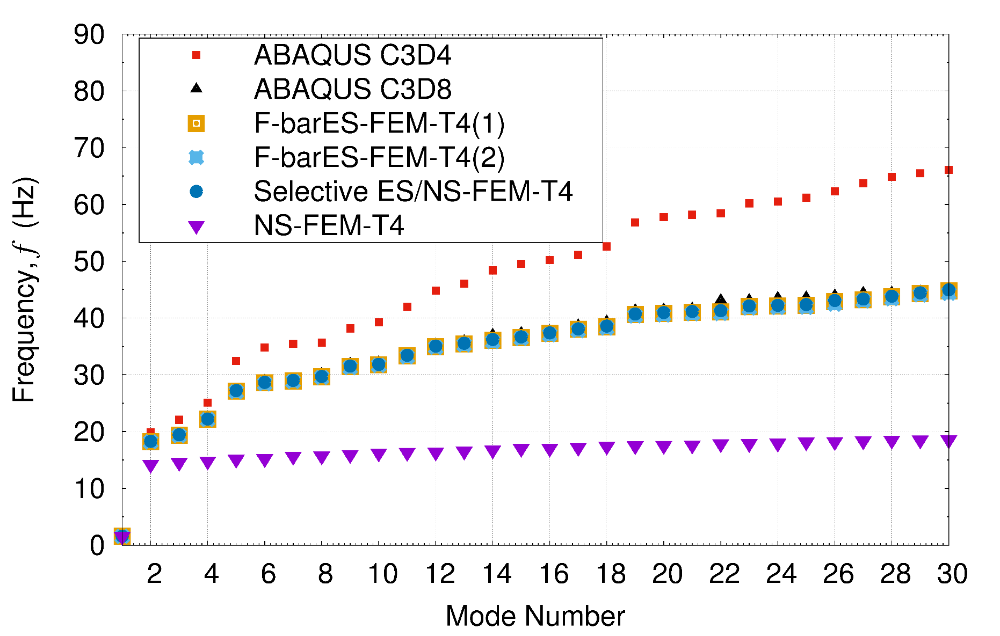 90
80
70
60
50
40
30
20
10
0
Frequency, f (Hz)
ABAQUS C3D4
ABAQUS C3D8
F-barES-FEM-T4(1)
F-barES-FEM-T4(2)
Selective ES/NS-FEM-T4
NS-FEM-T4
2 4 6 8 10 12 14 16 18 20 22 24 26 28 30
Mode Number